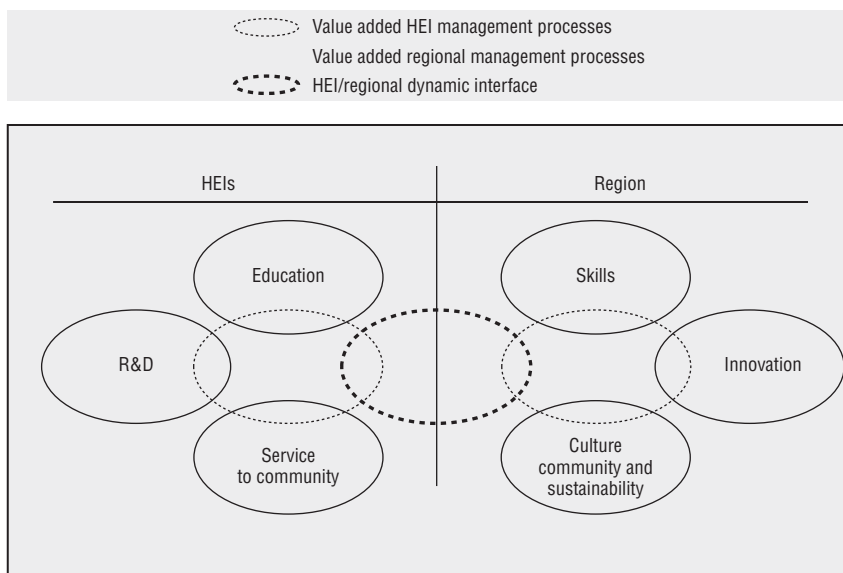 Value added HEI management processes
Value added regional management processes
HEI/regional dynamic interface
HEIs
Region
Education
Skills
R&D
Innovation
Service
to community
Culture
community and
sustainability